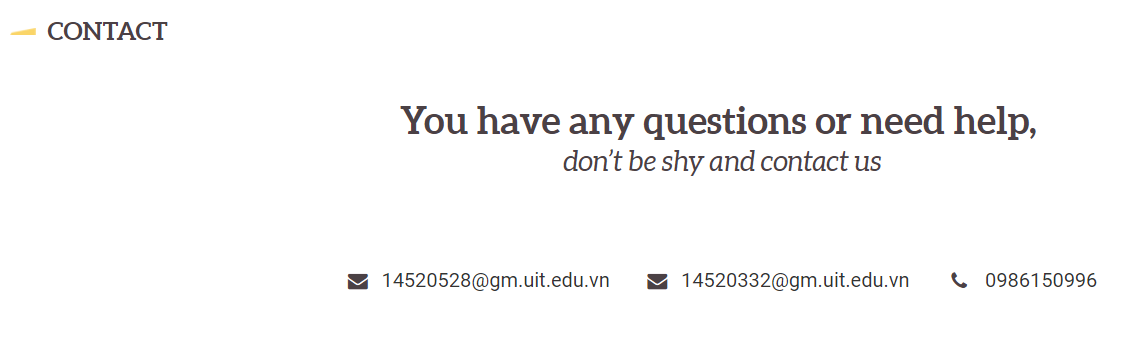 CONTACT
You have any questions or need help,
don't be shy and contact us
14520528@gm.uit.edu.vn 14520332@gm.uit.edu.vn 0986150996